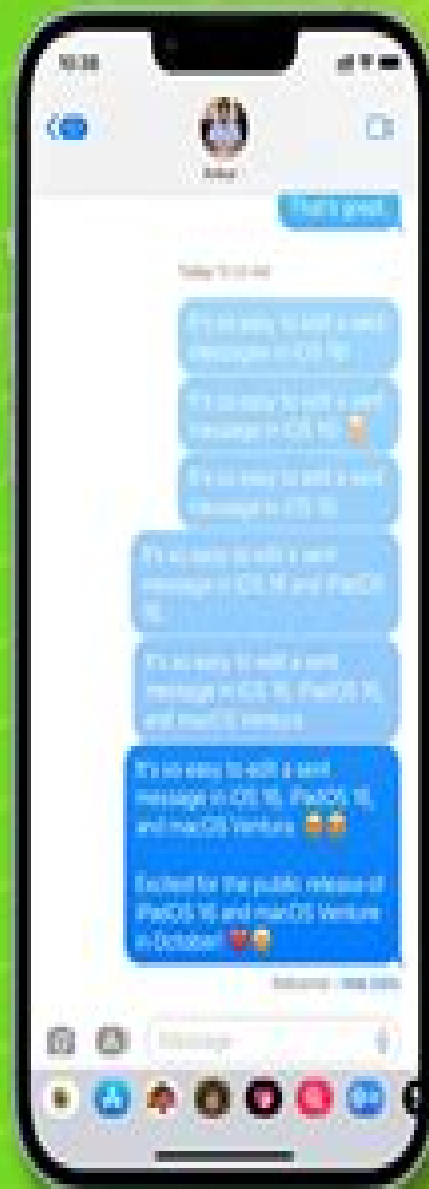 10:38
That's great.
It's so easy to edit a sent
messages in iOS 16
It's so easy to edit a sent
message in iOS 16
It's so easy to edit a sent
message in iOS 16
It's so easy to edit a sent
message in iOS 16 and iPadOS
16.
It's so easy to edit a sent
message in iOS 16, iPadOS 16,
and macOS Ventura
It's so easy to edit a sent
message in iOS 16, iPadOS 16,
and macOS Ventura
Excited for the public release of
iPadOS 16 and macOS Venture
in October!
Message